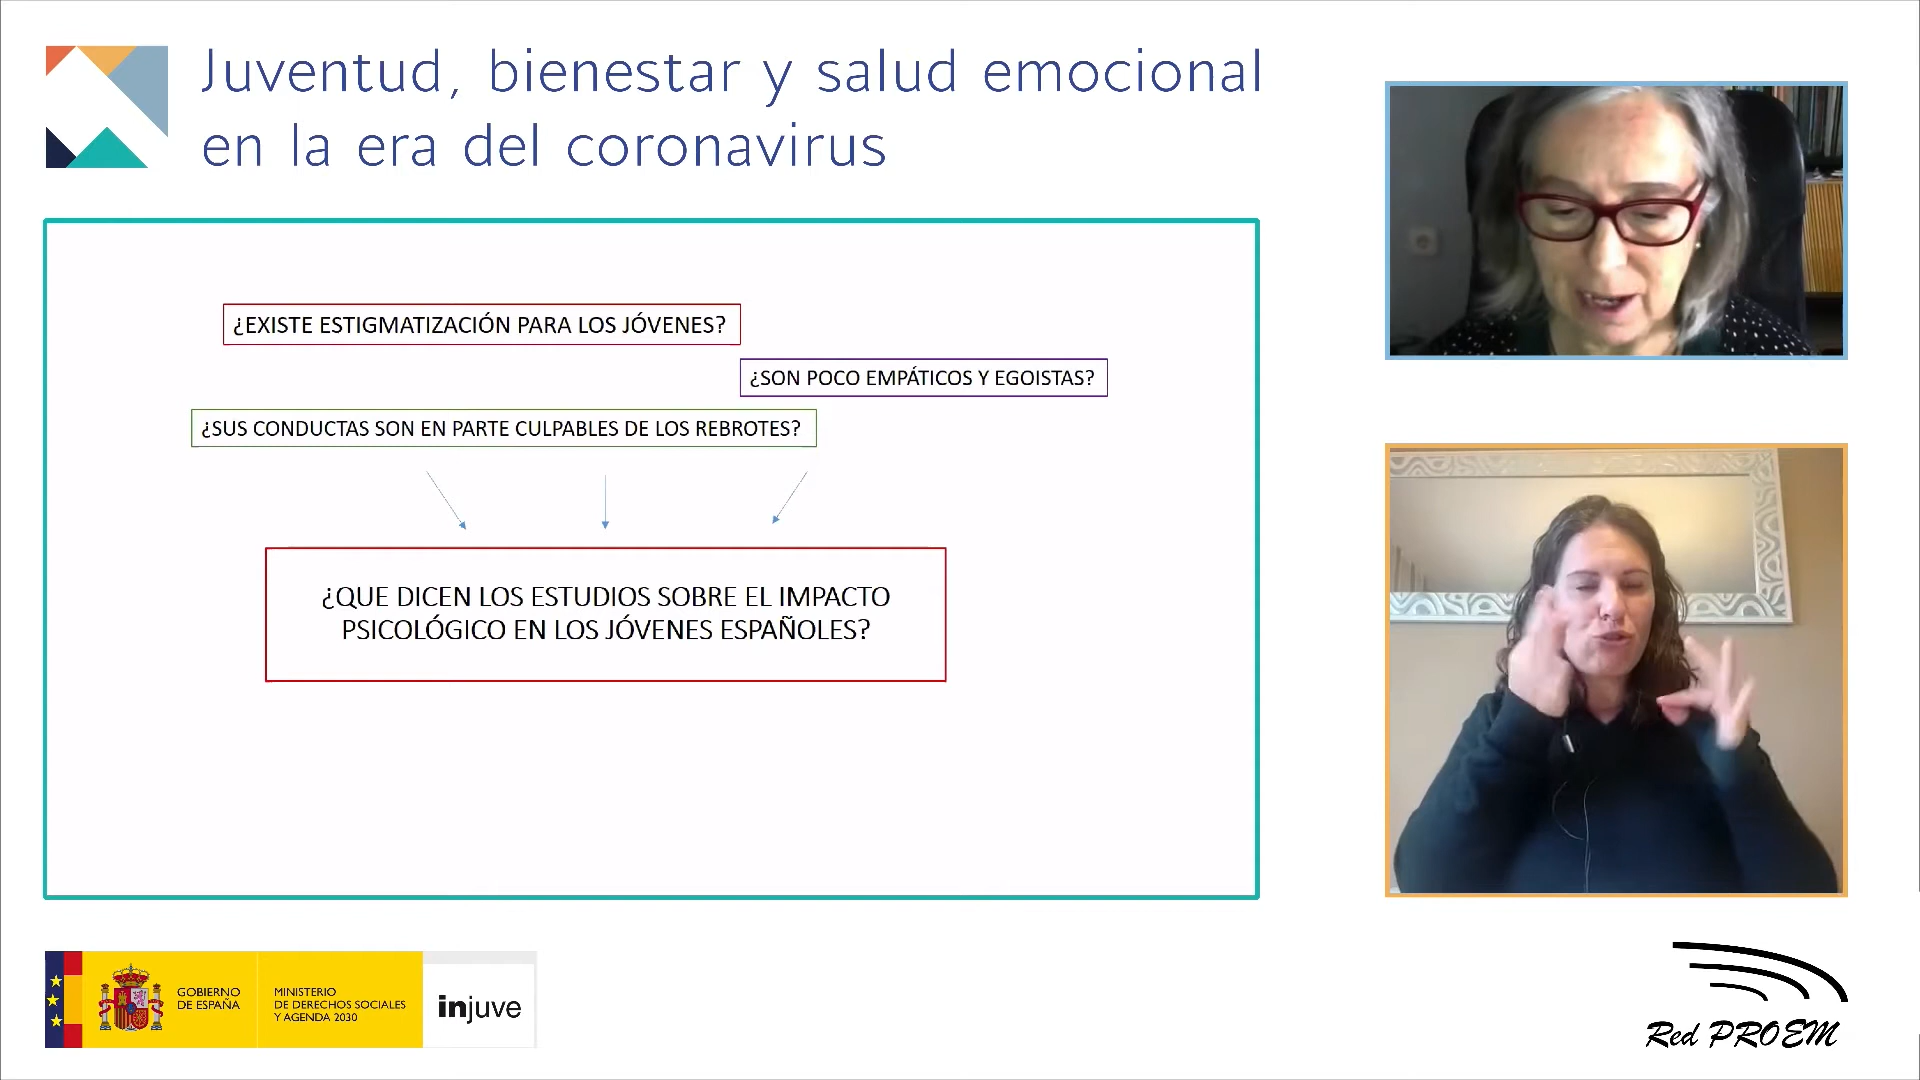 Juventud, bienestar y salud emocional
en la era del coronavirus
¿EXISTE ESTIGMATIZACIÓN PARA LOS JÓVENES?
¿SON POCO EMPÁTICOS Y EGOISTAS?
¿SUS CONDUCTAS SON EN PARTE CULPABLES DE LOS REBROTES?
¿QUE DICEN LOS ESTUDIOS SOBRE EL IMPACTO
PSICOLÓGICO EN LOS JÓVENES ESPAÑOLES?
GOBIERNO
DE ESPAÑA
MINISTERIO
DE DERECHOS SOCIALES
Y AGENDA 2030
injuve
Red PROEM